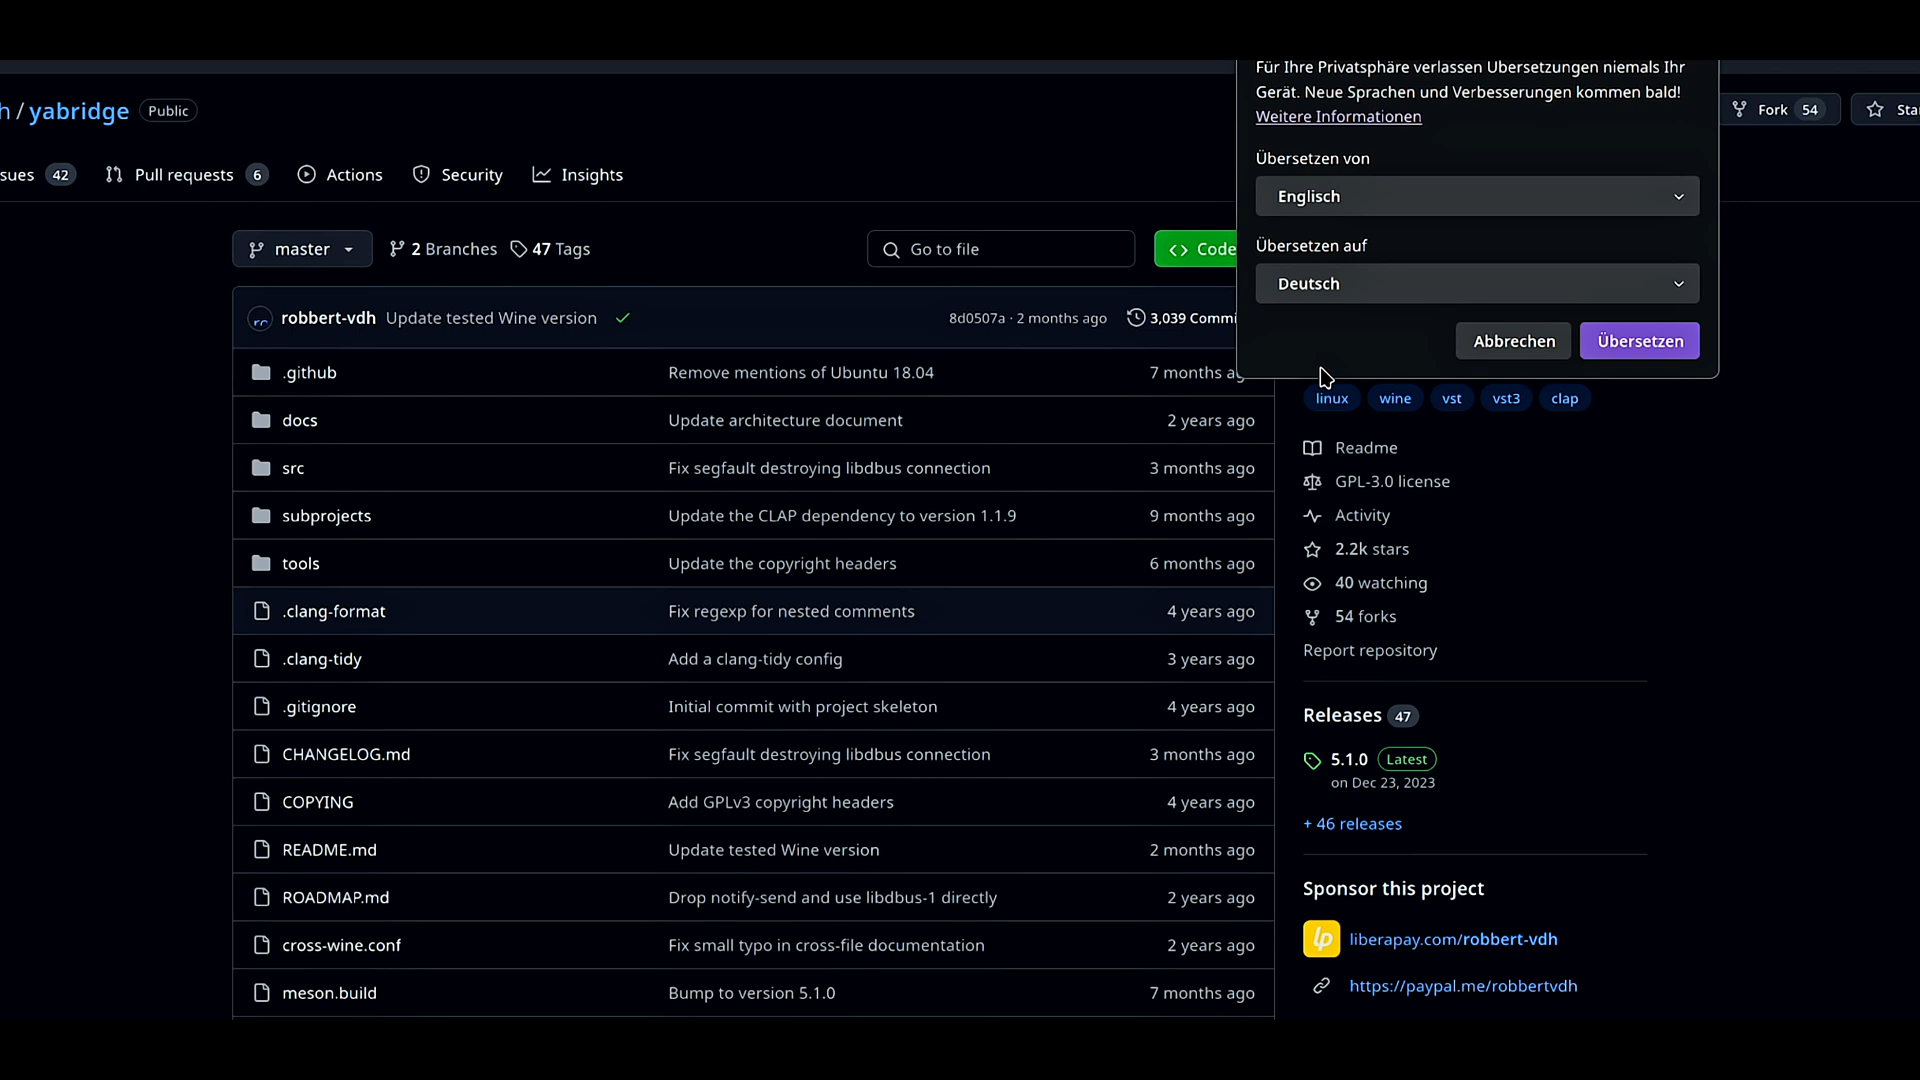 Für Ihre Privatsphäre verlassen Übersetzungen niemals Ihr
Gerät. Neue Sprachen und Verbesserungen kommen bald!
Weitere Informationen
h / yabridge Public
Fork 54
Star
sues 42 Pull requests 6 Actions Security Insights
Übersetzen von
Englisch
Übersetzen auf
Deutsch
Abbrechen Übersetzen
master 2 Branches 47 Tags Go to file Code
robbert-vdh Update tested Wine version 8d0507a · 2 months ago 3,039 Commi
.github Remove mentions of Ubuntu 18.04 7 months ago
docs Update architecture document 2 years ago
src Fix segfault destroying libdbus connection 3 months ago
subprojects Update the CLAP dependency to version 1.1.9 9 months ago
tools Update the copyright headers 6 months ago
.clang-format Fix regexp for nested comments 4 years ago
.clang-tidy Add a clang-tidy config 3 years ago
.gitignore Initial commit with project skeleton 4 years ago
CHANGELOG.md Fix segfault destroying libdbus connection 3 months ago
COPYING Add GPLv3 copyright headers 4 years ago
README.md Update tested Wine version 2 months ago
ROADMAP.md Drop notify-send and use libdbus-1 directly 2 years ago
cross-wine.conf Fix small typo in cross-file documentation 2 years ago
meson.build Bump to version 5.1.0 7 months ago
linux wine vst vst3 clap
Readme
GPL-3.0 license
Activity
2.2k stars
40 watching
54 forks
Report repository
Releases 47
5.1.0 Latest
on Dec 23, 2023
+ 46 releases
Sponsor this project
lp liberapay.com/robbert-vdh
https://paypal.me/robbertvdh